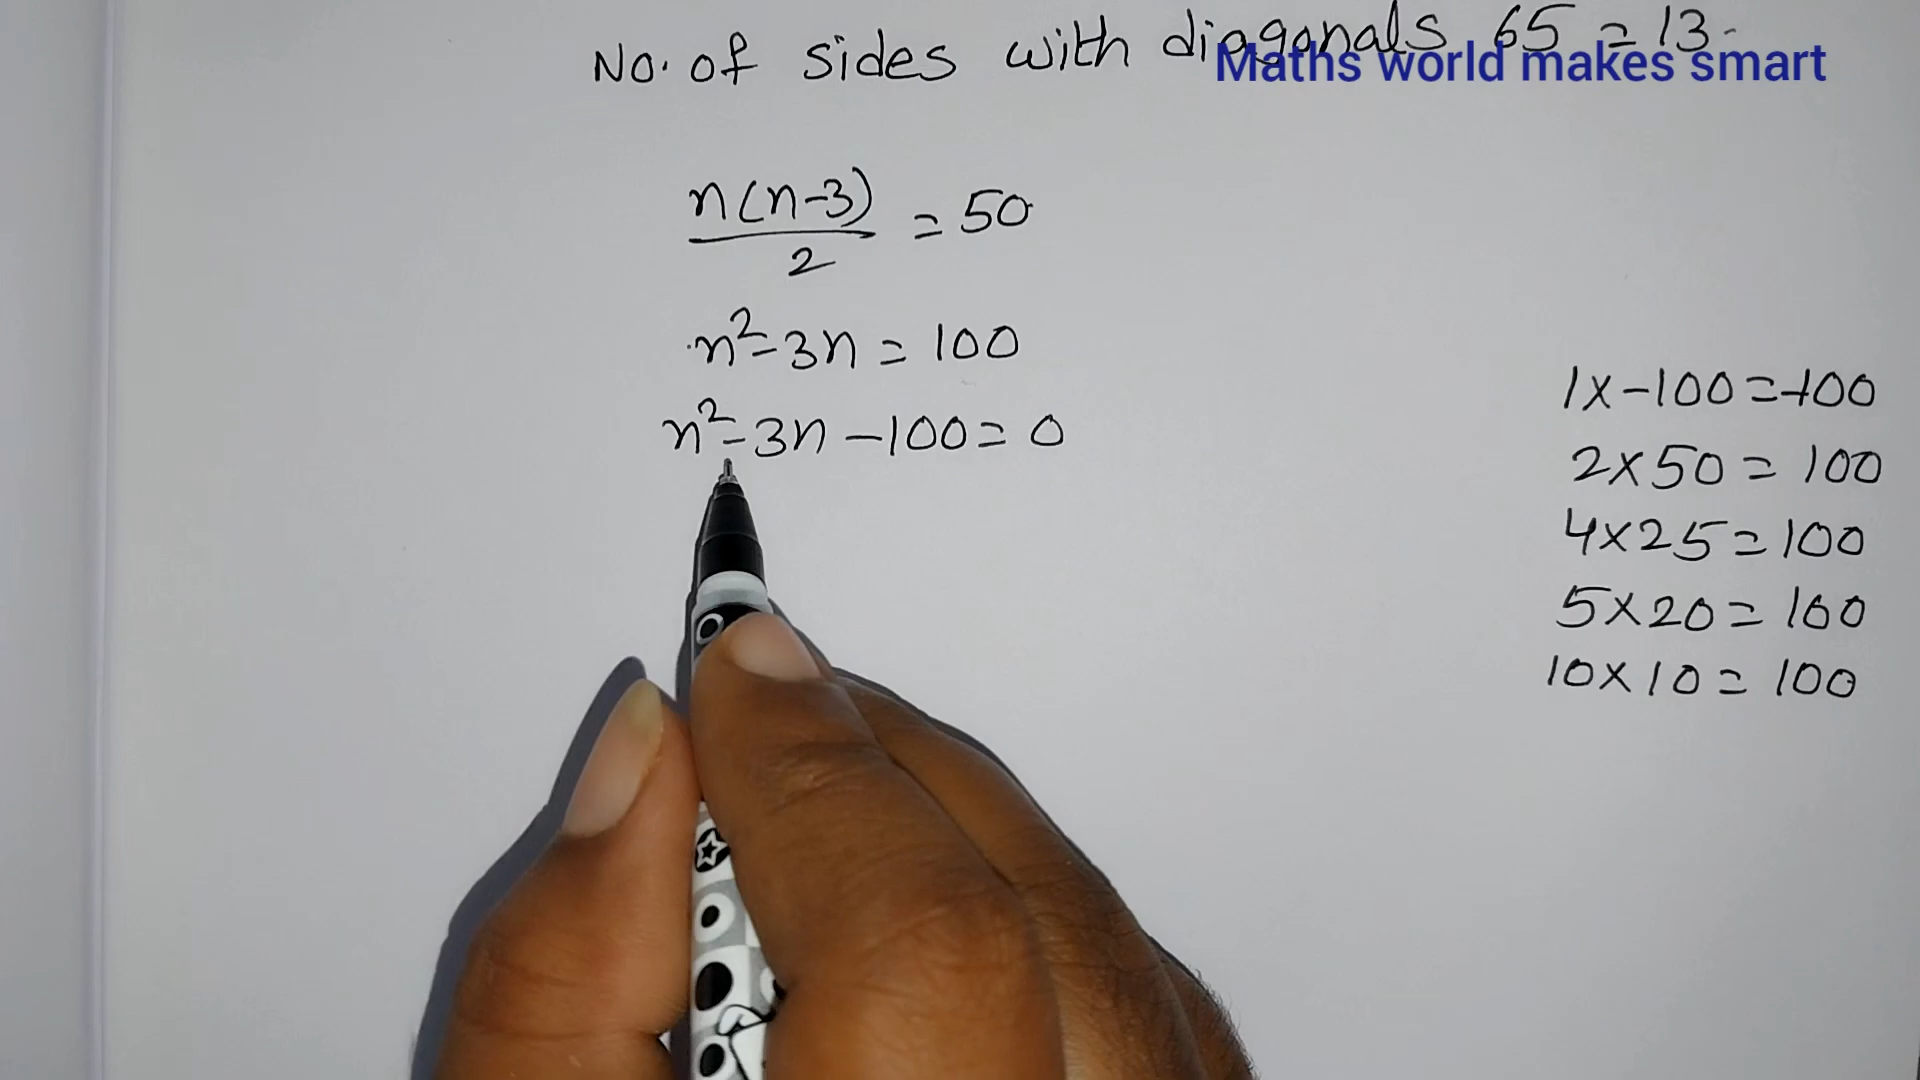 No. of sides with diagonals 65 = 13.
Maths world makes smart
n(n-3)/2 = 50
n²-3n = 100
n²-3n-100 = 0
1x-100=-100
2x50=100
4x25=100
5x20=100
10x10=100